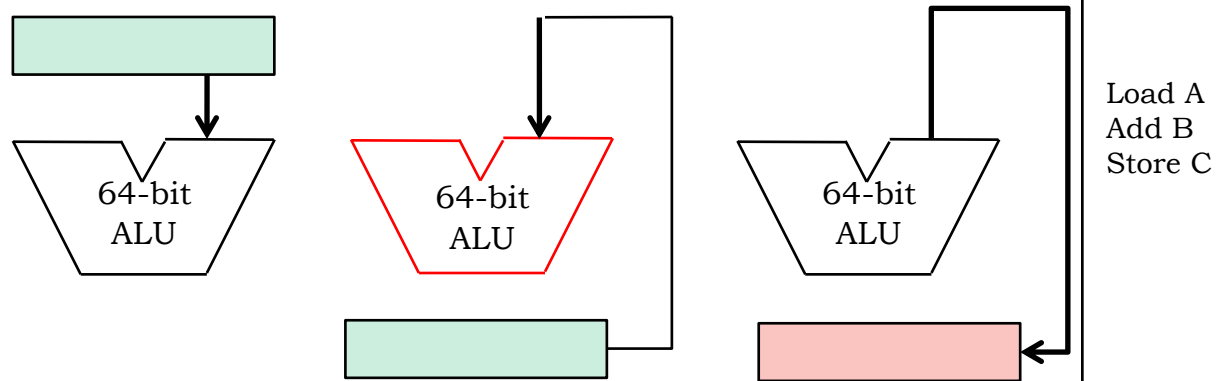 64-bit
ALU
64-bit
ALU
64-bit
ALU
Load A
Add B
Store C